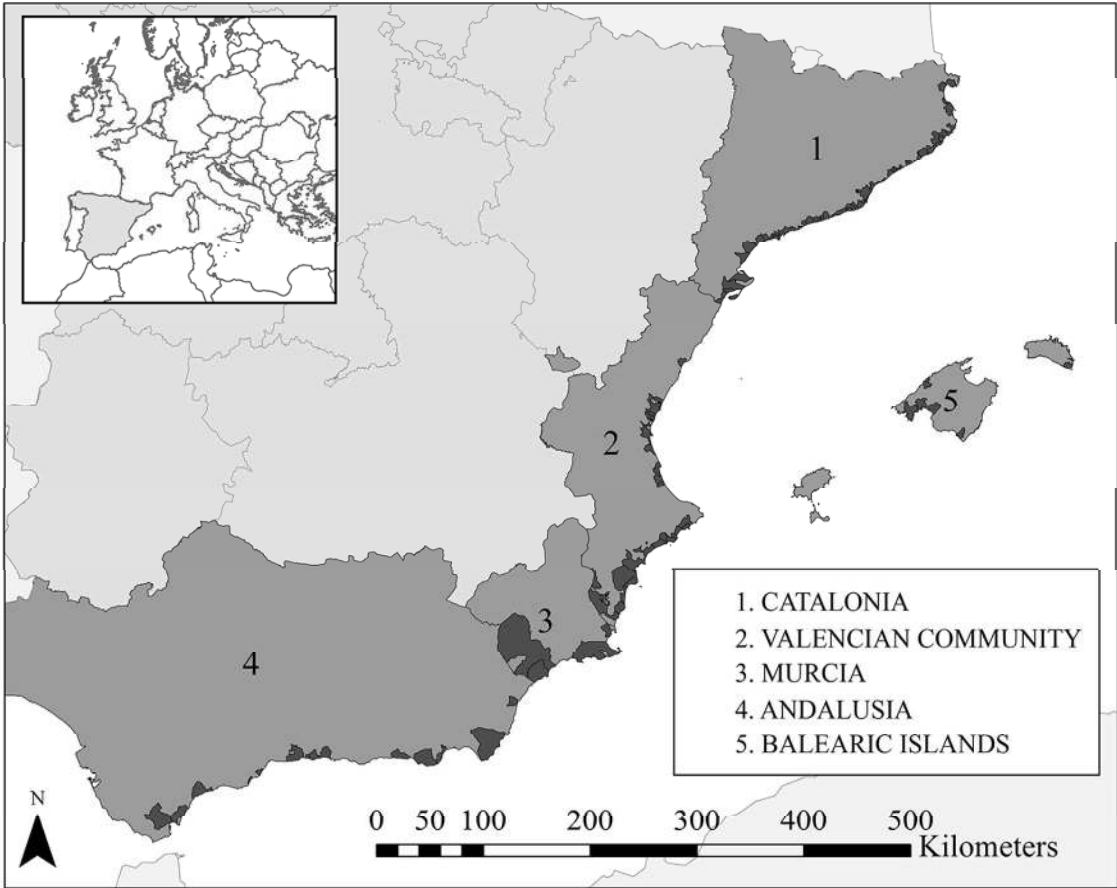 1
5
2
3
4
1. CATALONIA
2. VALENCIAN COMMUNITY
3. MURCIA
4. ANDALUSIA
5. BALEARIC ISLANDS
N
0 50 100 200 300 400 500
Kilometers